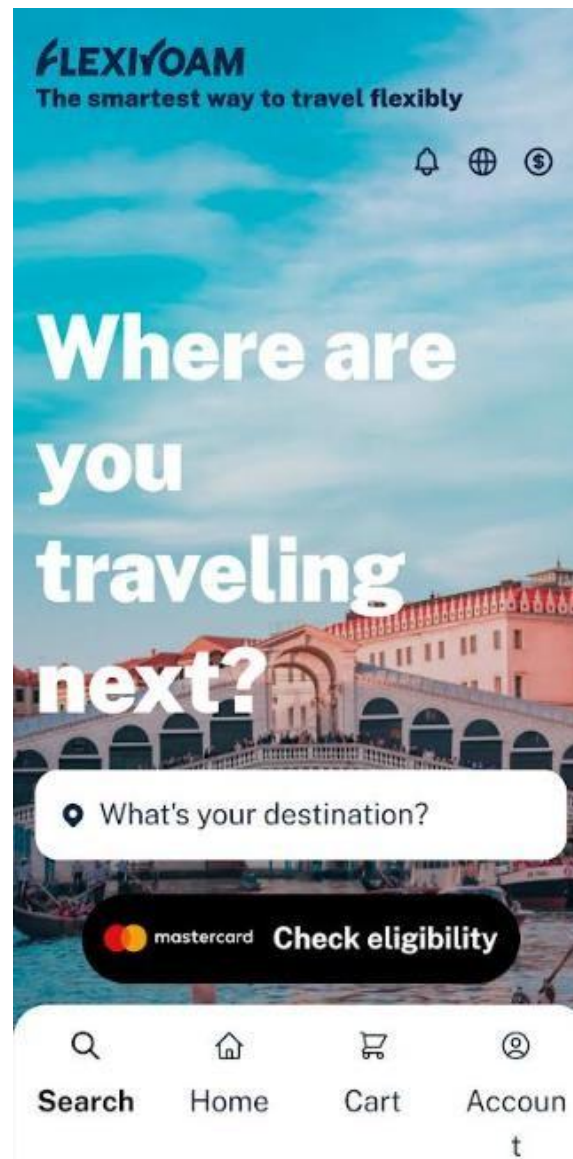 FLEXIROAM
The smartest way to travel flexibly
Where are
you
traveling
next?
What's your destination?
mastercard Check eligibility
Search Home Cart Accoun
t